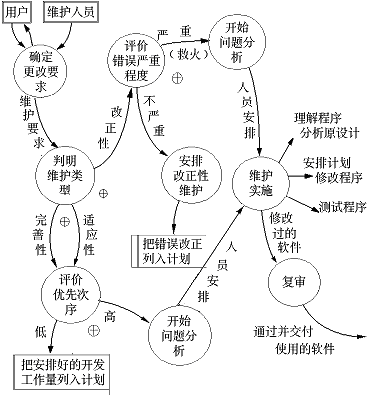 用户
维护人员
确定
更改要求
维护要求
判明
维护类
型
改正性
评价
错误严重
程度
严重
(救火)
开始
问题分
析
不严重
安排
改正性
维护
把错误改正
列入计划
人员安排
维护
实施
理解程序
分析原设计
安排计划
修改程序
测试程序
完善性
适应性
评价
优先次
序
低
把安排好的开发
工作量列入计划
高
开始
问题分
析
人员安排
修改
过的
软件
复审
通过并交付
使用的软件